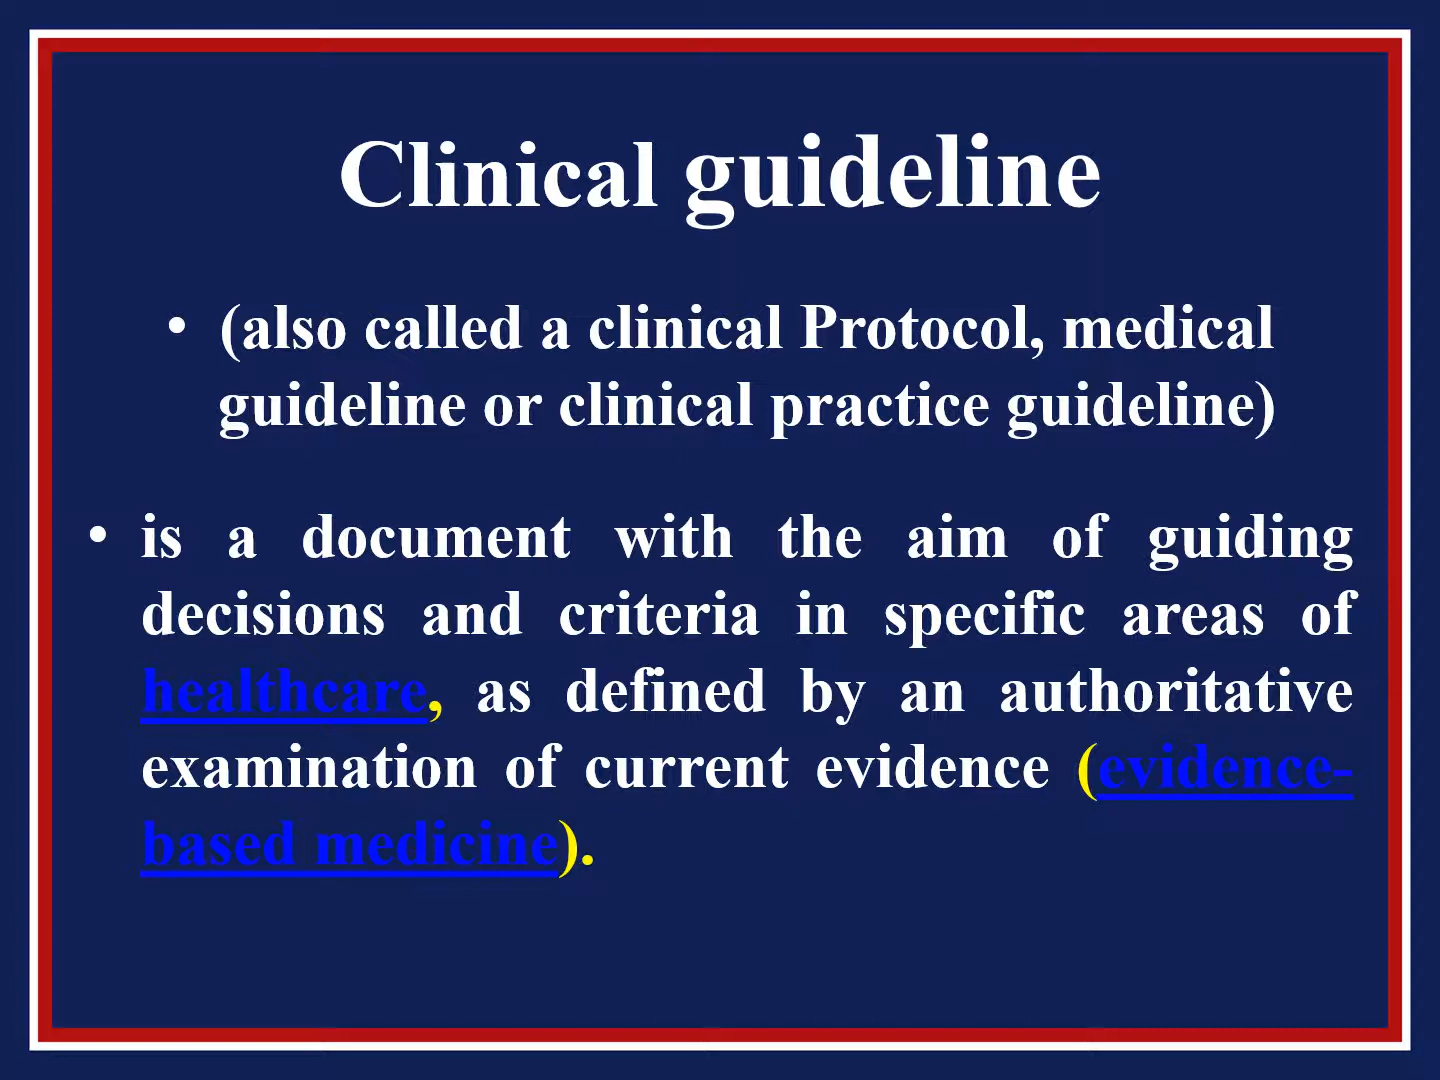 Clinical guideline
• (also called a clinical Protocol, medical
guideline or clinical practice guideline)
• is a document with the aim of guiding
decisions and criteria in specific areas of
healthcare, as defined by an authoritative
examination of current evidence (evidence-
based medicine).